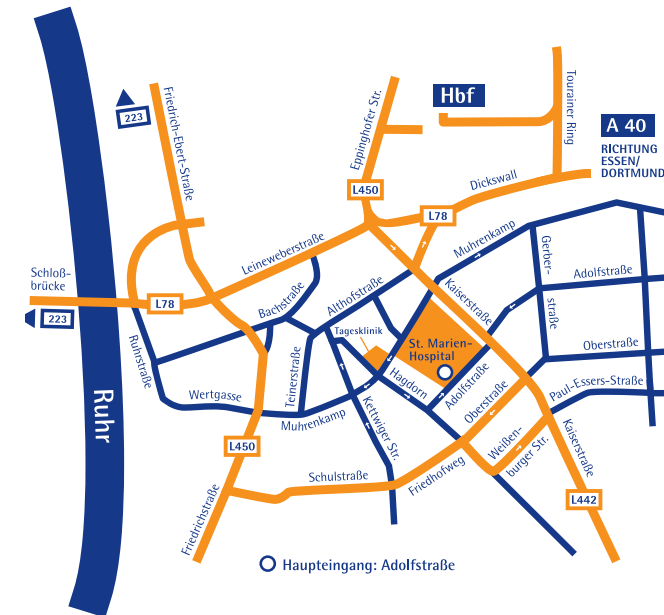 223
Friedrich-Ebert-Straße
Eppinghofer Str.
Hbf
Tourainer Ring
A 40
RICHTUNG
ESSEN/
DORTMUND
L450
Dickswall
L78
Leineweberstraße
Muhrenkamp
Gerber-
straße
Adolfstraße
Schloß-
brücke
L78
223
Bachstraße
Althofstraße
Kaiserstraße
Tagesklinik
St. Marien-
Hospital
Oberstraße
Ruhrstraße
Ruhr
Wertgasse
Teinerstraße
Muhrenkamp
Hagdorn
Adolfstraße
Oberstraße
Paul-Essers-Straße
Kettwiger Str.
Weißen-
burger Str.
Kaiserstraße
L450
Schulstraße
Friedhofweg
L442
Friedrichstraße
Haupteingang: Adolfstraße